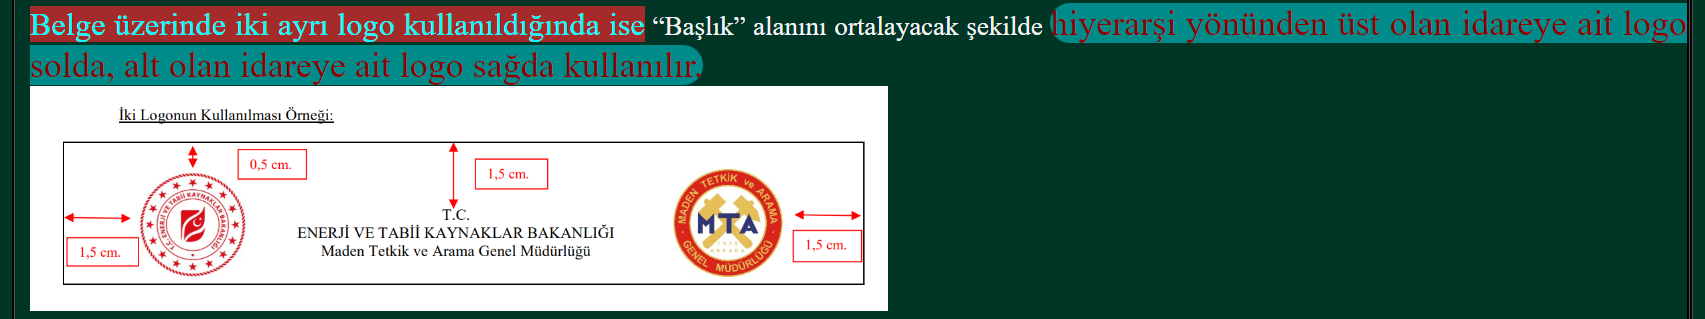 Belge üzerinde iki ayrı logo kullanıldığında ise “Başlık” alanını ortalayacak şekilde hiyerarşi yönünden üst olan idareye ait logo
solda, alt olan idareye ait logo sağda kullanılır.
İki Logonun Kullanılması Örneği:
0,5 cm.
1,5 cm.
T.C.
ENERJİ VE TABİİ KAYNAKLAR BAKANLIĞI
Maden Tetkik ve Arama Genel Müdürlüğü
1,5 cm.
T.C. ENERJİ VE TABİİ KAYNAKLAR BAKANLIĞI
MADEN TETKİK ve ARAMA
MTA
1935
ANKARA
GENEL MÜDÜRLÜĞÜ
1,5 cm.